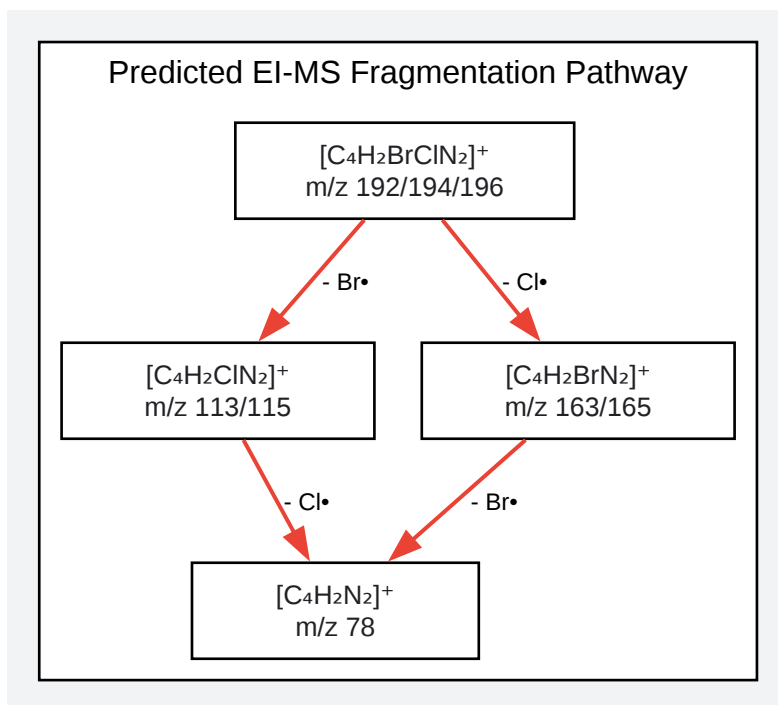 Predicted EI-MS Fragmentation Pathway
[C₄H₂BrClN₂]⁺
m/z 192/194/196
- Br•
- Cl•
[C₄H₂ClN₂]⁺
m/z 113/115
[C₄H₂BrN₂]⁺
m/z 163/165
- Cl•
- Br•
[C₄H₂N₂]⁺
m/z 78